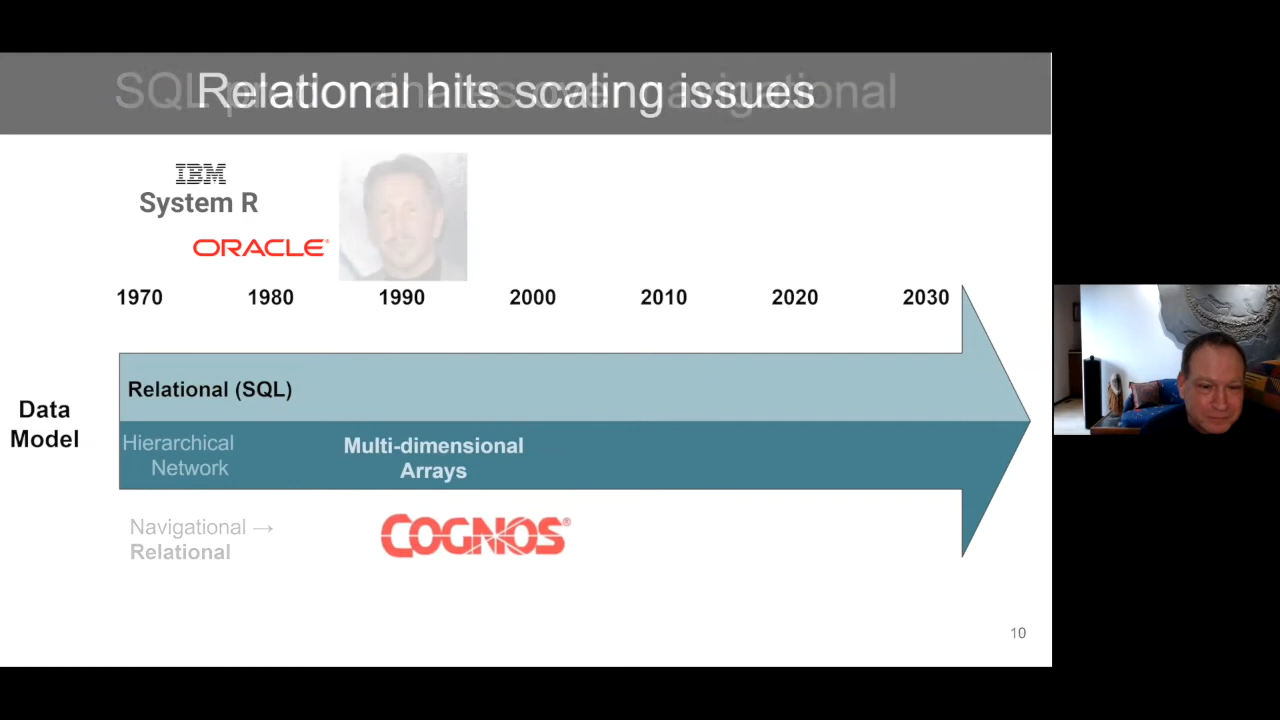 Relational hits scaling issues
IBM
System R
ORACLE®
1970 1980 1990 2000 2010 2020 2030
Relational (SQL)
Data
Model
Hierarchical
Network
Multi-dimensional
Arrays
Navigational →
Relational
COGNOS®
10